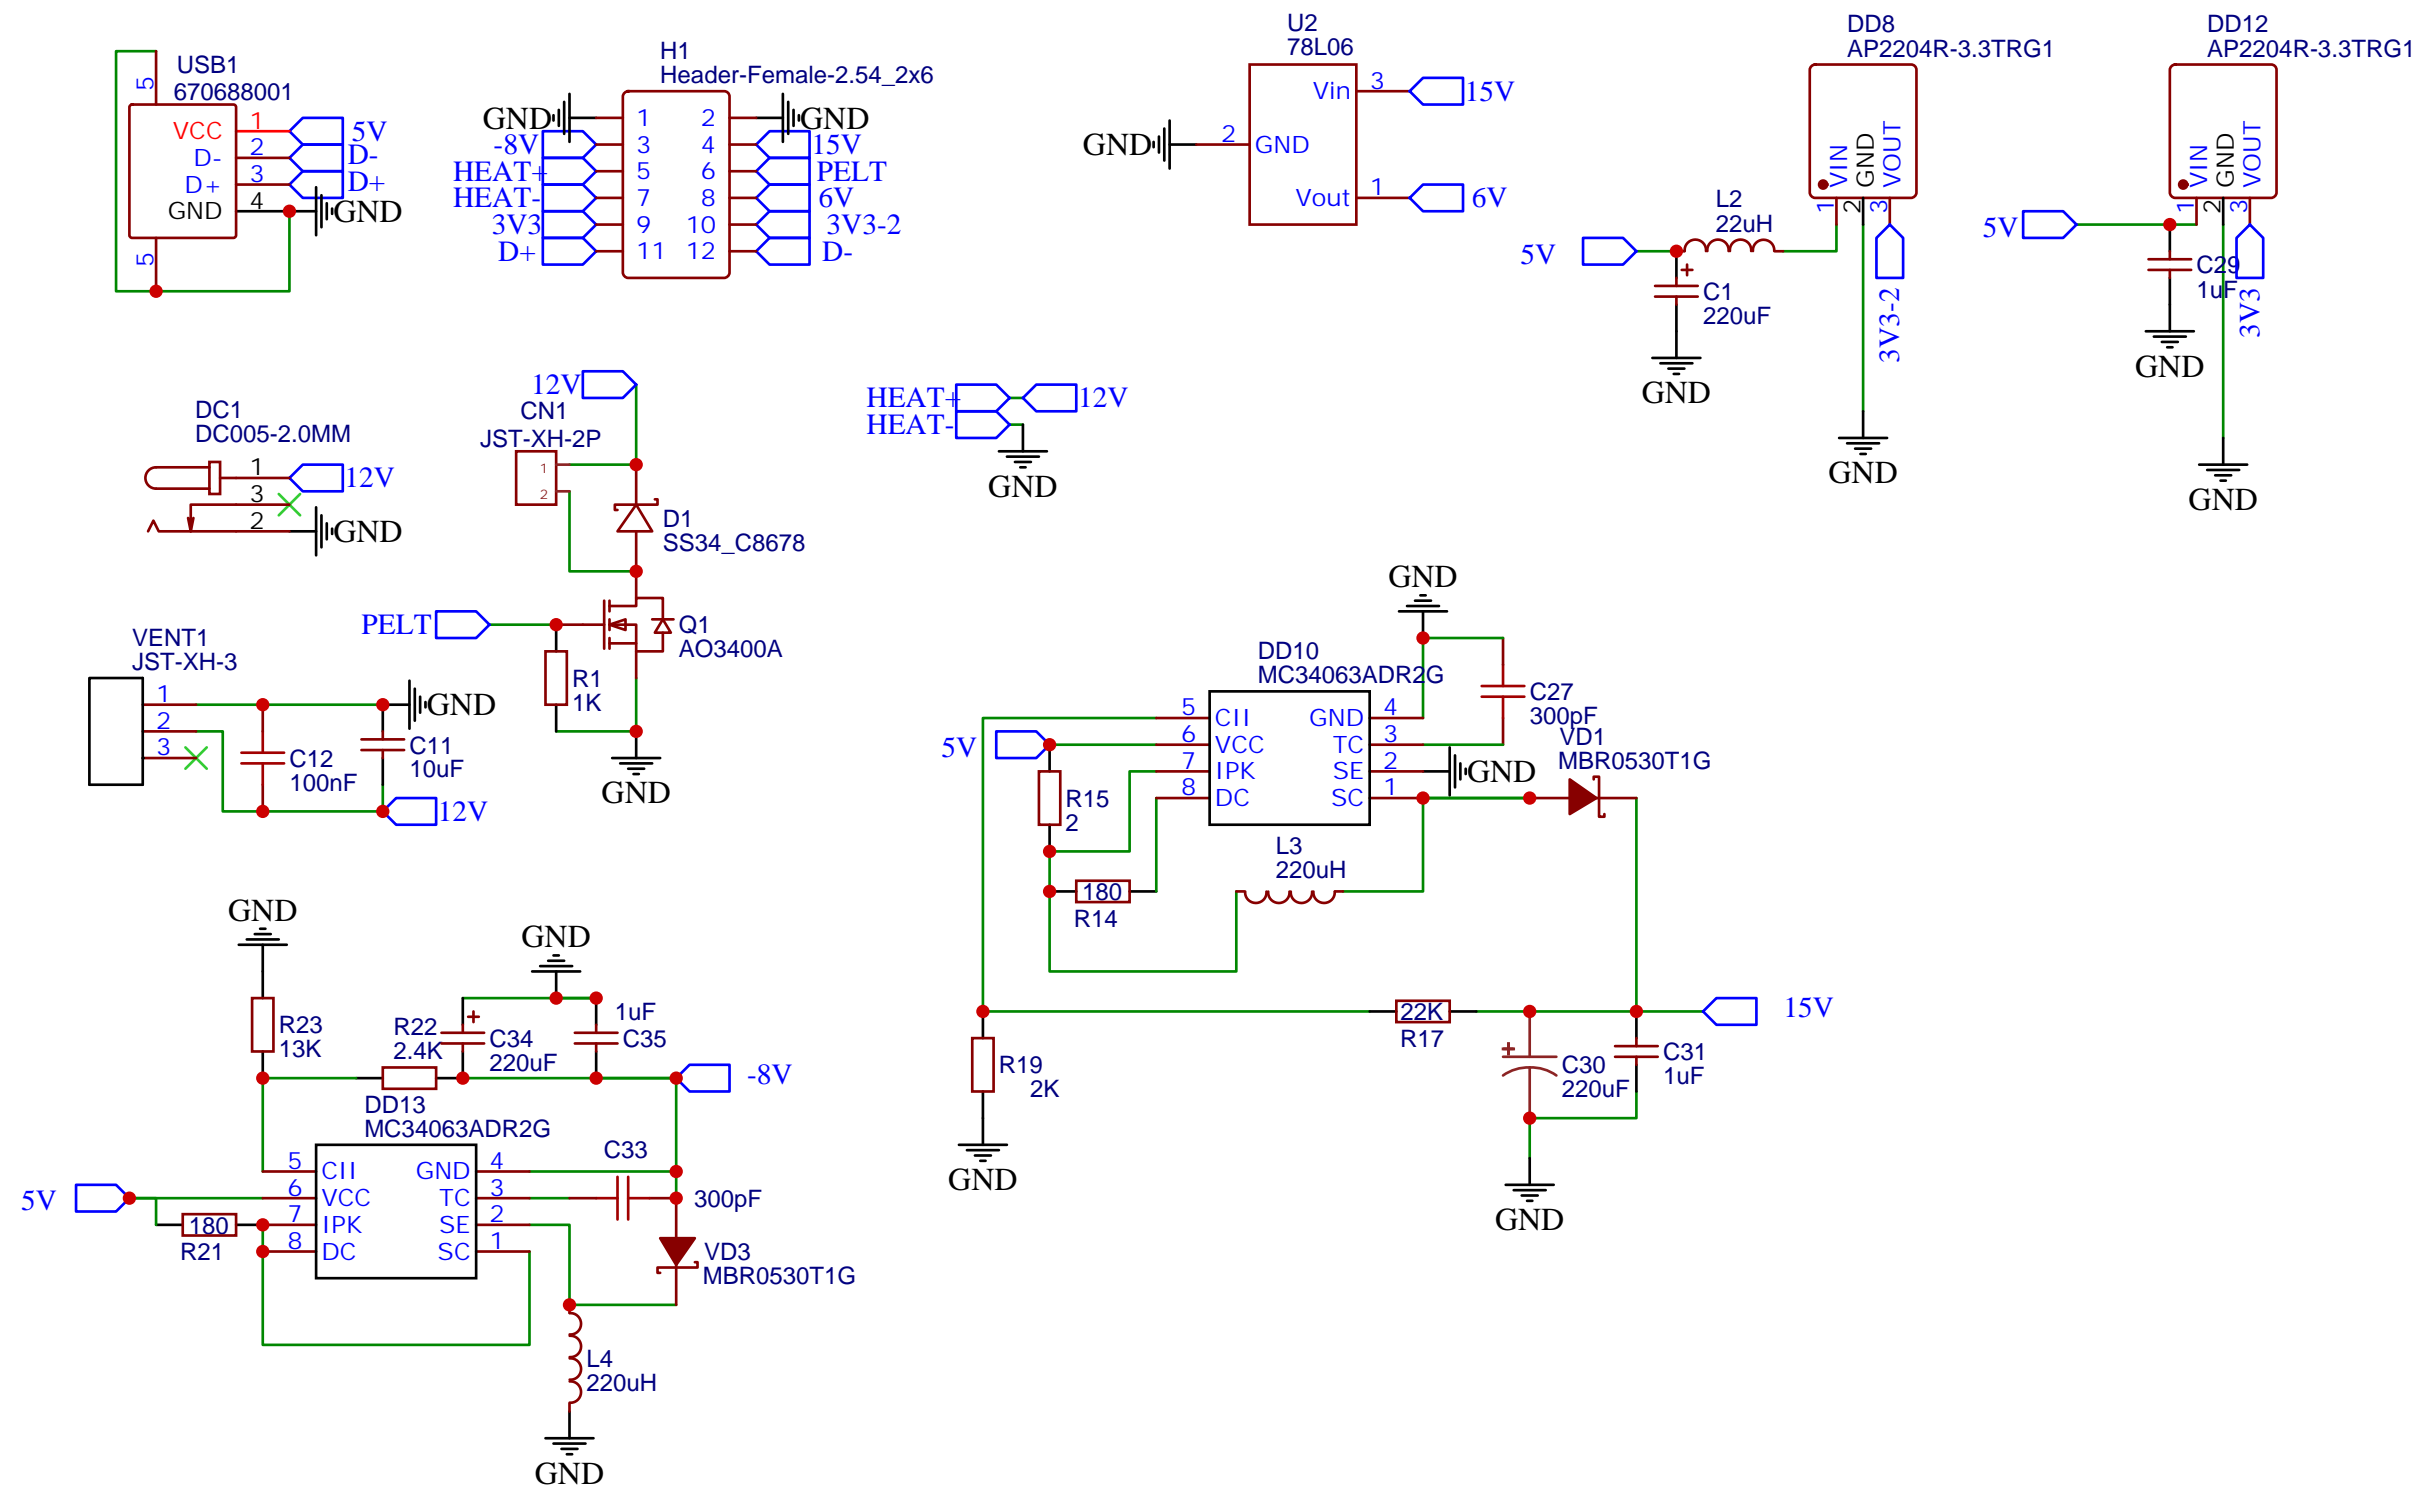 USB1
670688001
5
VCC
1
5V
D-
2
D-
D+
3
D+
GND
4
GND
5
H1
Header-Female-2.54_2x6
GND
1
2
GND
-8V
3
4
15V
HEAT+
5
6
PELT
HEAT-
7
8
6V
3V3
9
10
3V3-2
D+
11
12
D-
U2
78L06
Vin
3
15V
GND
2
GND
Vout
1
6V
DD8
AP2204R-3.3TRG1
VIN
GND
VOUT
1
2
3
L2
22uH
5V
+
C1
220uF
GND
3V3-2
GND
DD12
AP2204R-3.3TRG1
VIN
GND
VOUT
1
2
3
5V
C29
1uF
GND
3V3
GND
DC1
DC005-2.0MM
1
12V
3
2
GND
12V
CN1
JST-XH-2P
1
2
D1
SS34_C8678
PELT
Q1
AO3400A
R1
1K
GND
HEAT+
12V
HEAT-
GND
VENT1
JST-XH-3
1
2
3
GND
C12
100nF
C11
10uF
12V
GND
DD10
MC34063ADR2G
C27
300pF
5
CII
GND
4
5V
6
VCC
TC
3
7
IPK
SE
2
GND
8
DC
SC
1
VD1
MBR0530T1G
R15
2
L3
220uH
180
R14
22K
R17
15V
R19
2K
GND
+
C30
220uF
C31
1uF
GND
GND
GND
R23
13K
R22
2.4K
+
C34
220uF
1uF
C35
-8V
DD13
MC34063ADR2G
C33
300pF
5
CII
GND
4
5V
6
VCC
TC
3
180
R21
7
IPK
SE
2
8
DC
SC
1
VD3
MBR0530T1G
L4
220uH
GND